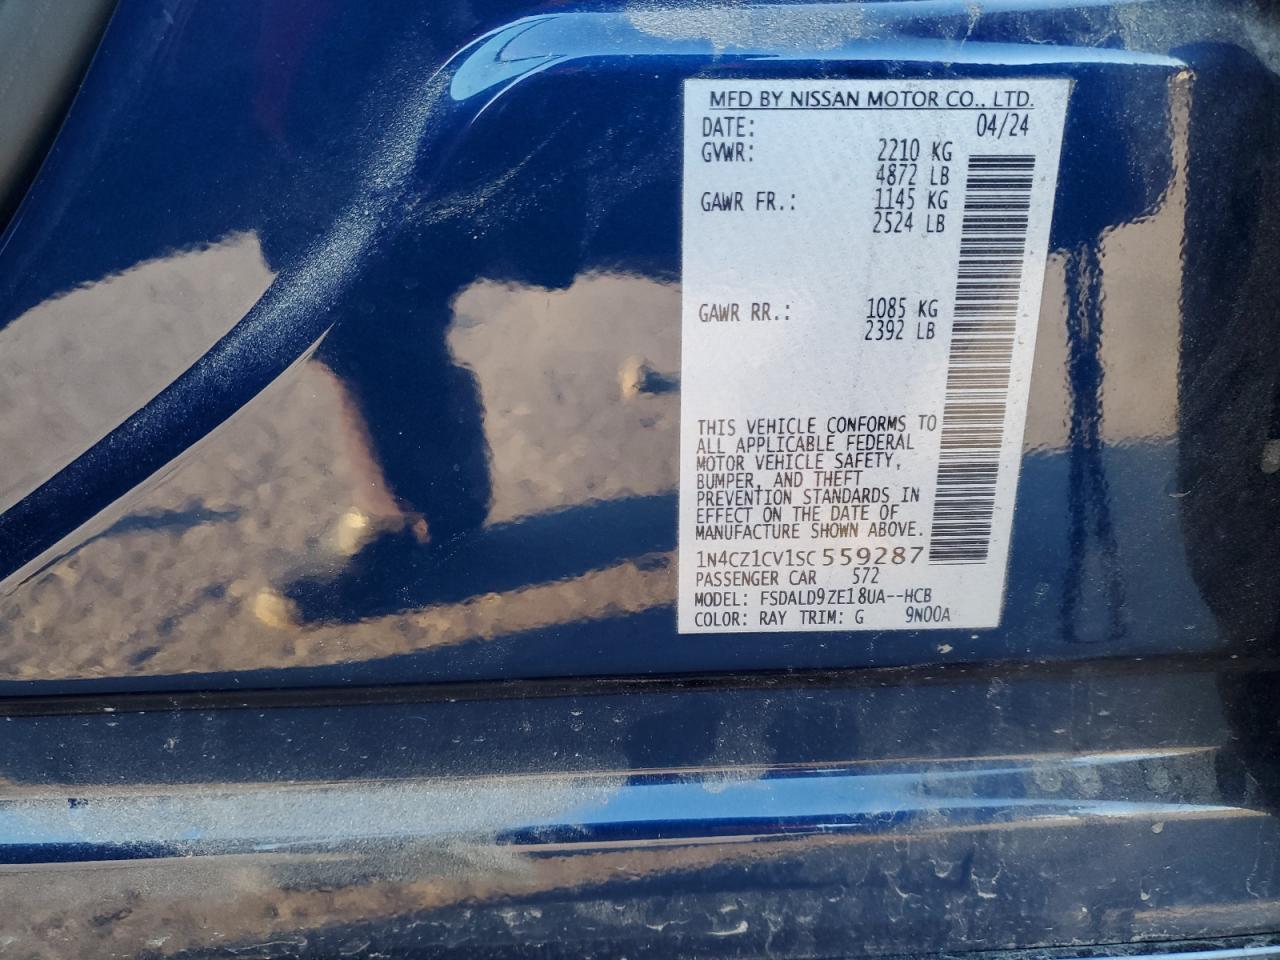 MFD BY NISSAN MOTOR CO., LTD.
DATE: 04/24
GVWR: 2210 KG
4872 LB
GAWR FR.: 1145 KG
2524 LB
GAWR RR.: 1085 KG
2392 LB
THIS VEHICLE CONFORMS TO
ALL APPLICABLE FEDERAL
MOTOR VEHICLE SAFETY,
BUMPER, AND THEFT
PREVENTION STANDARDS IN
EFFECT ON THE DATE OF
MANUFACTURE SHOWN ABOVE.
1N4CZ1CV1SC559287
PASSENGER CAR 572
MODEL: FSDALD9ZE18UA--HCB
COLOR: RAY TRIM: G 9N00A